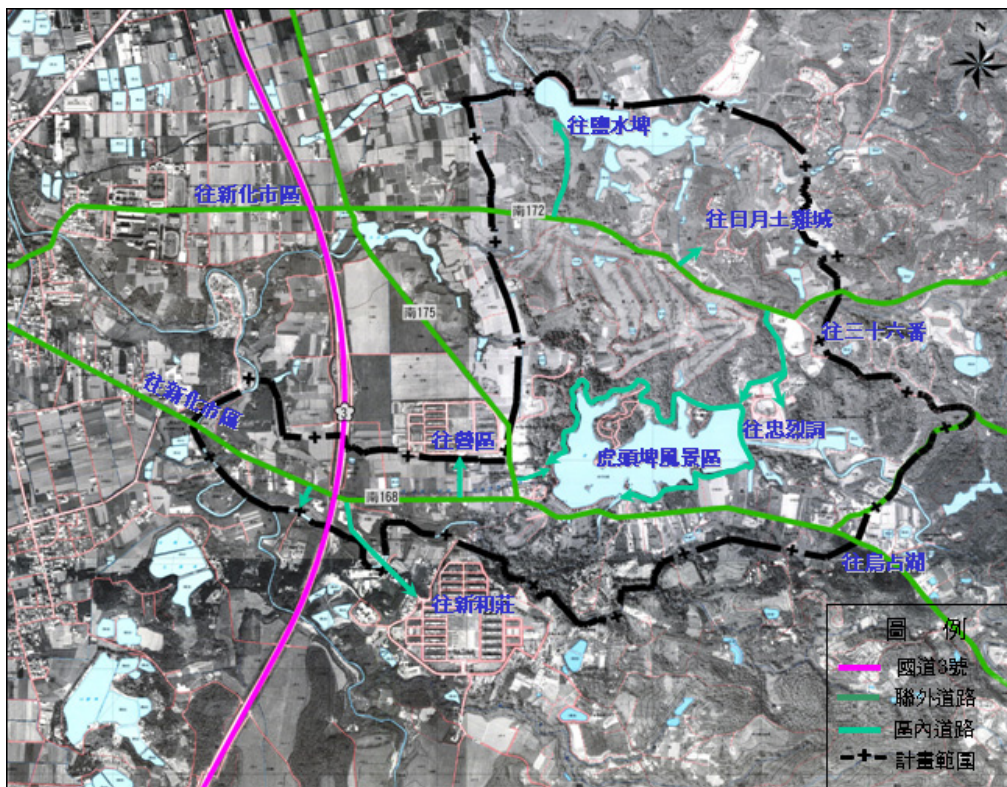 N
往鹽水埤
往新化市區
南172
往日月土雞城
南175
往三十六番
往新化市區
3
往營區
往忠烈詞
虎頭埤風景區
南168
往烏占湖
往新和莊
圖 例
國道3號
聯外道路
區內道路
計畫範圍